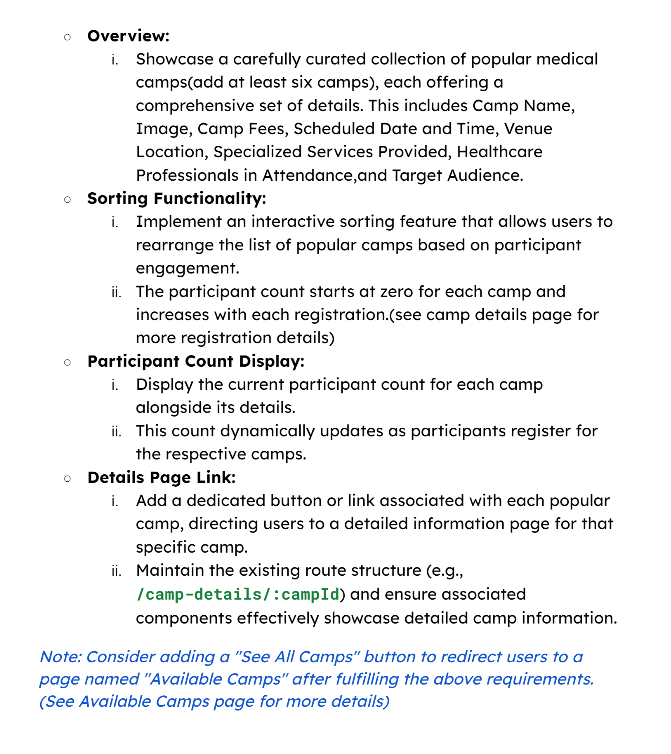 ○ Overview:
i. Showcase a carefully curated collection of popular medical
camps(add at least six camps), each offering a
comprehensive set of details. This includes Camp Name,
Image, Camp Fees, Scheduled Date and Time, Venue
Location, Specialized Services Provided, Healthcare
Professionals in Attendance,and Target Audience.
○ Sorting Functionality:
i. Implement an interactive sorting feature that allows users to
rearrange the list of popular camps based on participant
engagement.
ii. The participant count starts at zero for each camp and
increases with each registration.(see camp details page for
more registration details)
○ Participant Count Display:
i. Display the current participant count for each camp
alongside its details.
ii. This count dynamically updates as participants register for
the respective camps.
○ Details Page Link:
i. Add a dedicated button or link associated with each popular
camp, directing users to a detailed information page for that
specific camp.
ii. Maintain the existing route structure (e.g.,
/camp-details/:campId) and ensure associated
components effectively showcase detailed camp information.
Note: Consider adding a "See All Camps" button to redirect users to a
page named "Available Camps" after fulfilling the above requirements.
(See Available Camps page for more details)